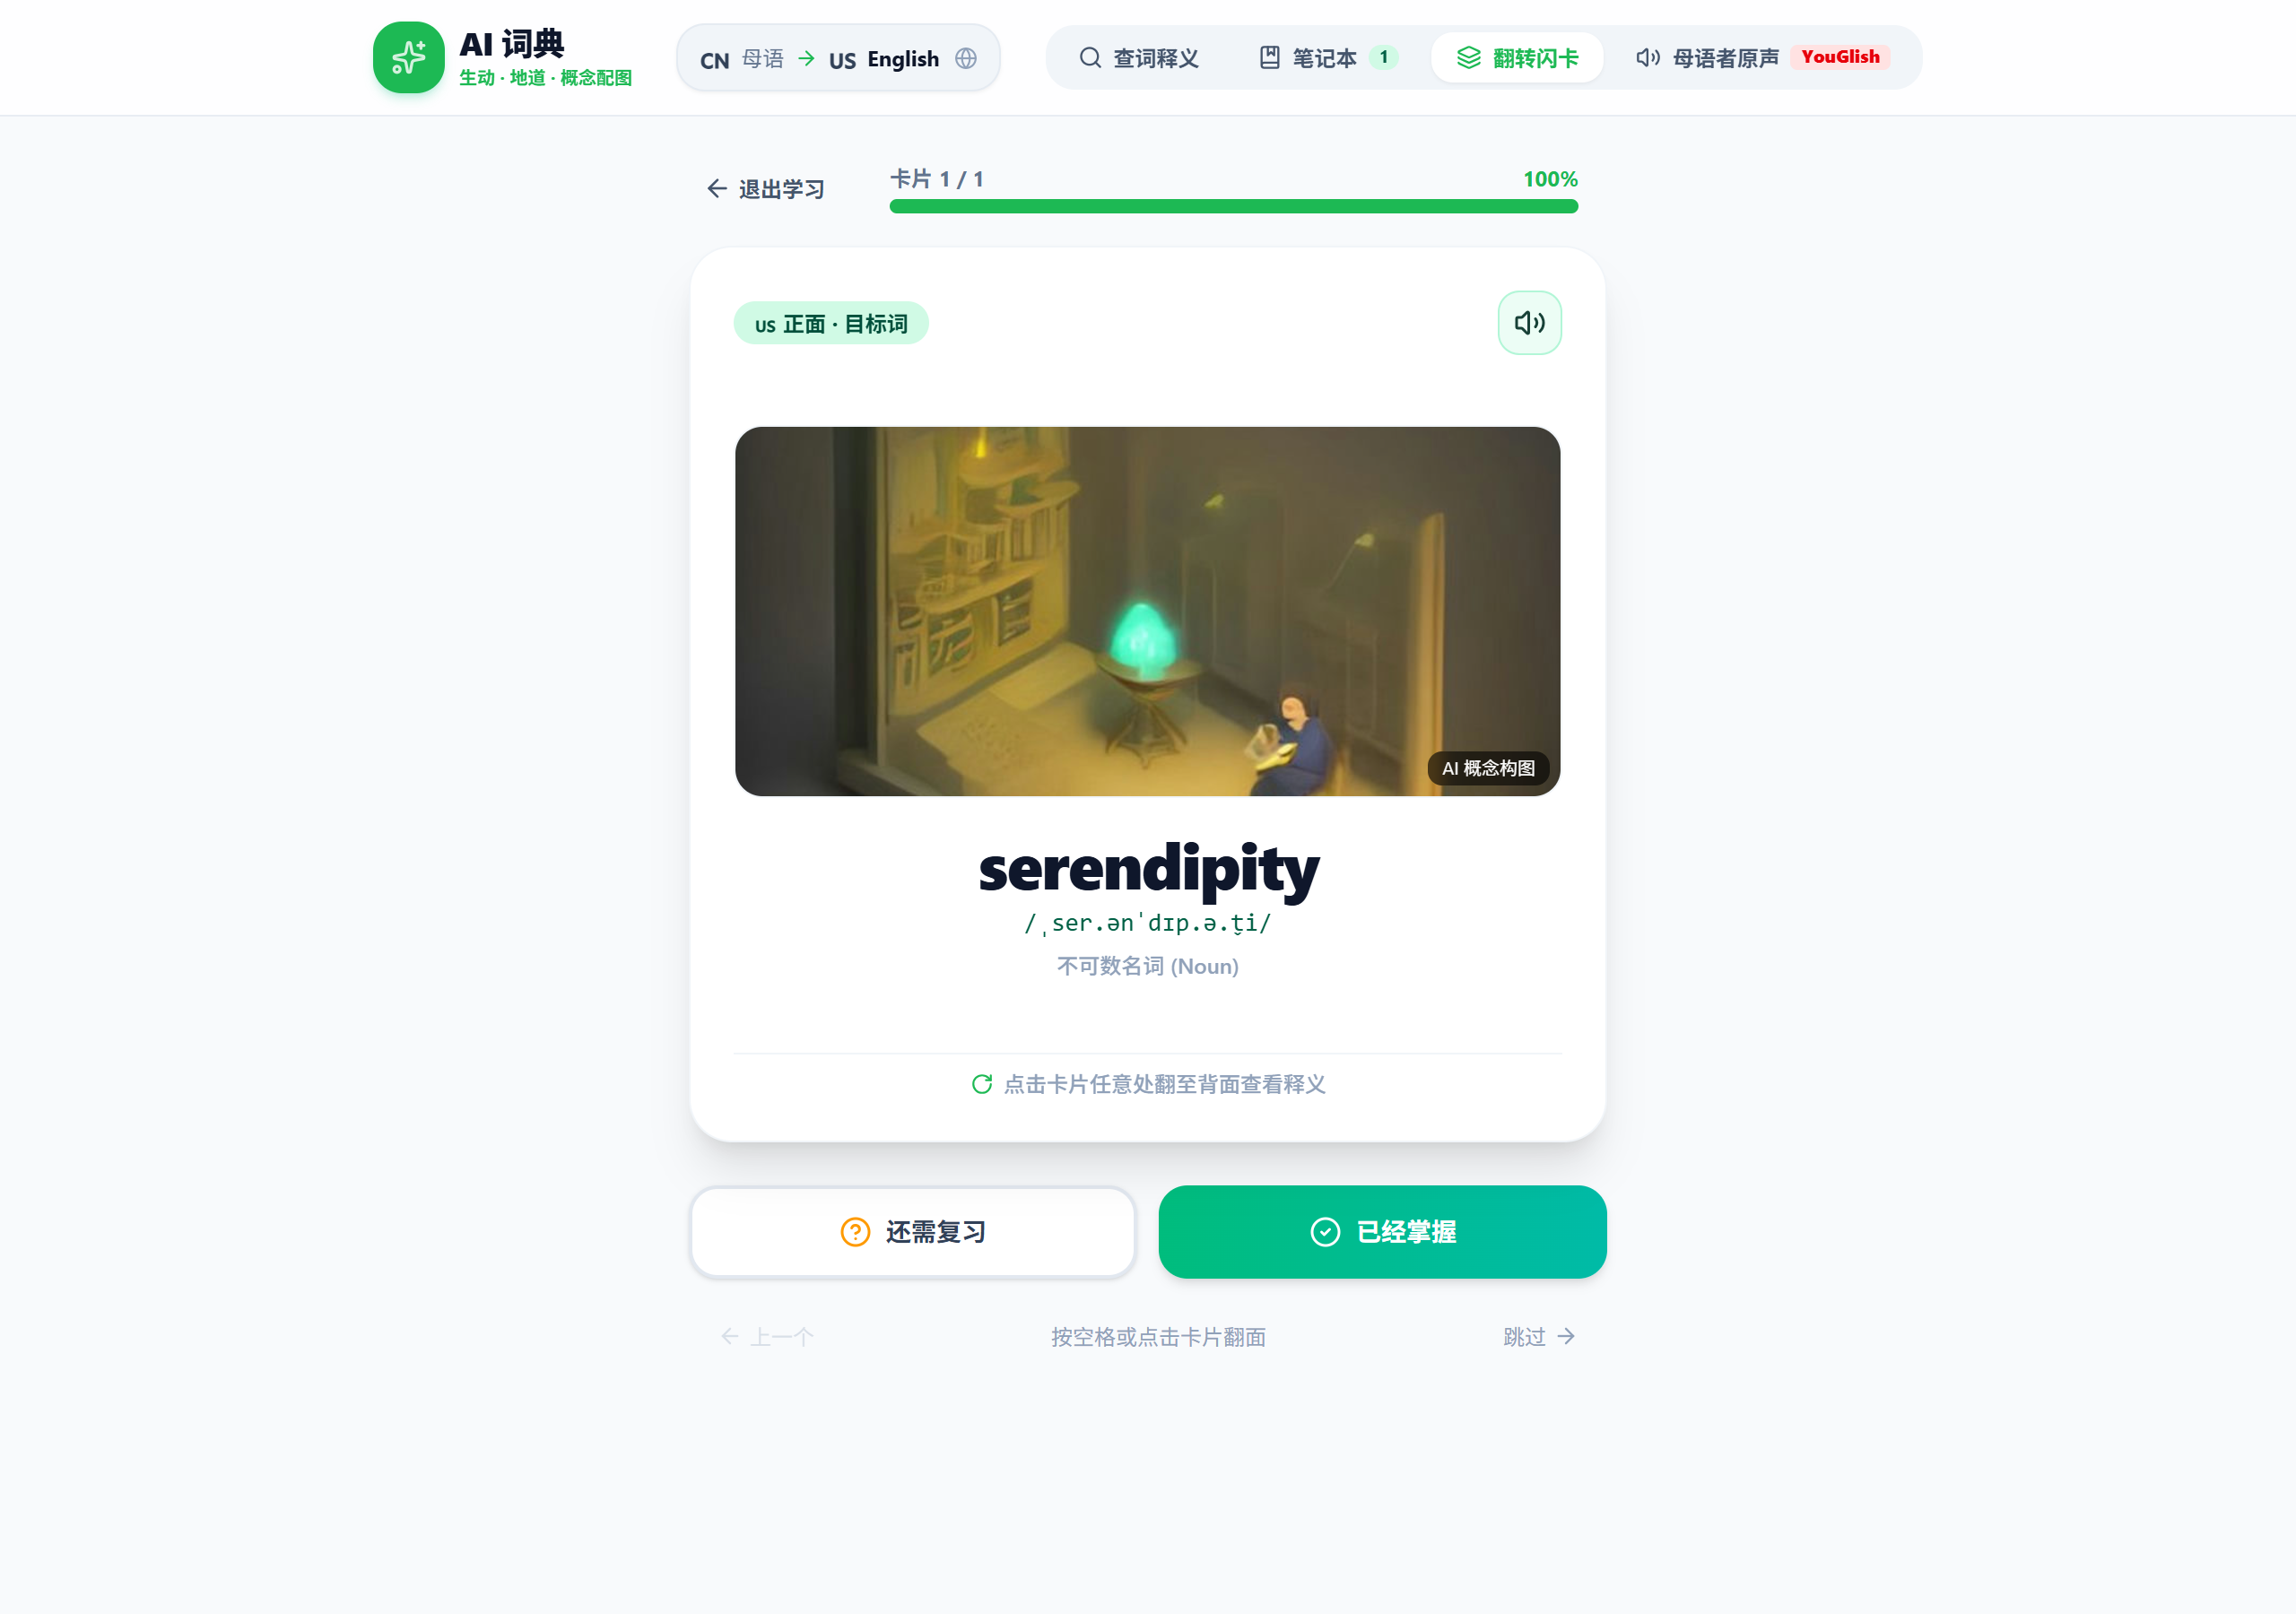 AI 词典
生动 · 地道 · 概念配图
CN 母语 → US English
查词释义
笔记本 1
翻转闪卡
母语者原声 YouGlish
← 退出学习
卡片 1 / 1
100%
US 正面 · 目标词
AI 概念构图
serendipity
/ˌser.ənˈdɪp.ə.t̬i/
不可数名词 (Noun)
点击卡片任意处翻至背面查看释义
还需复习
已经掌握
← 上一个
按空格或点击卡片翻面
跳过 →